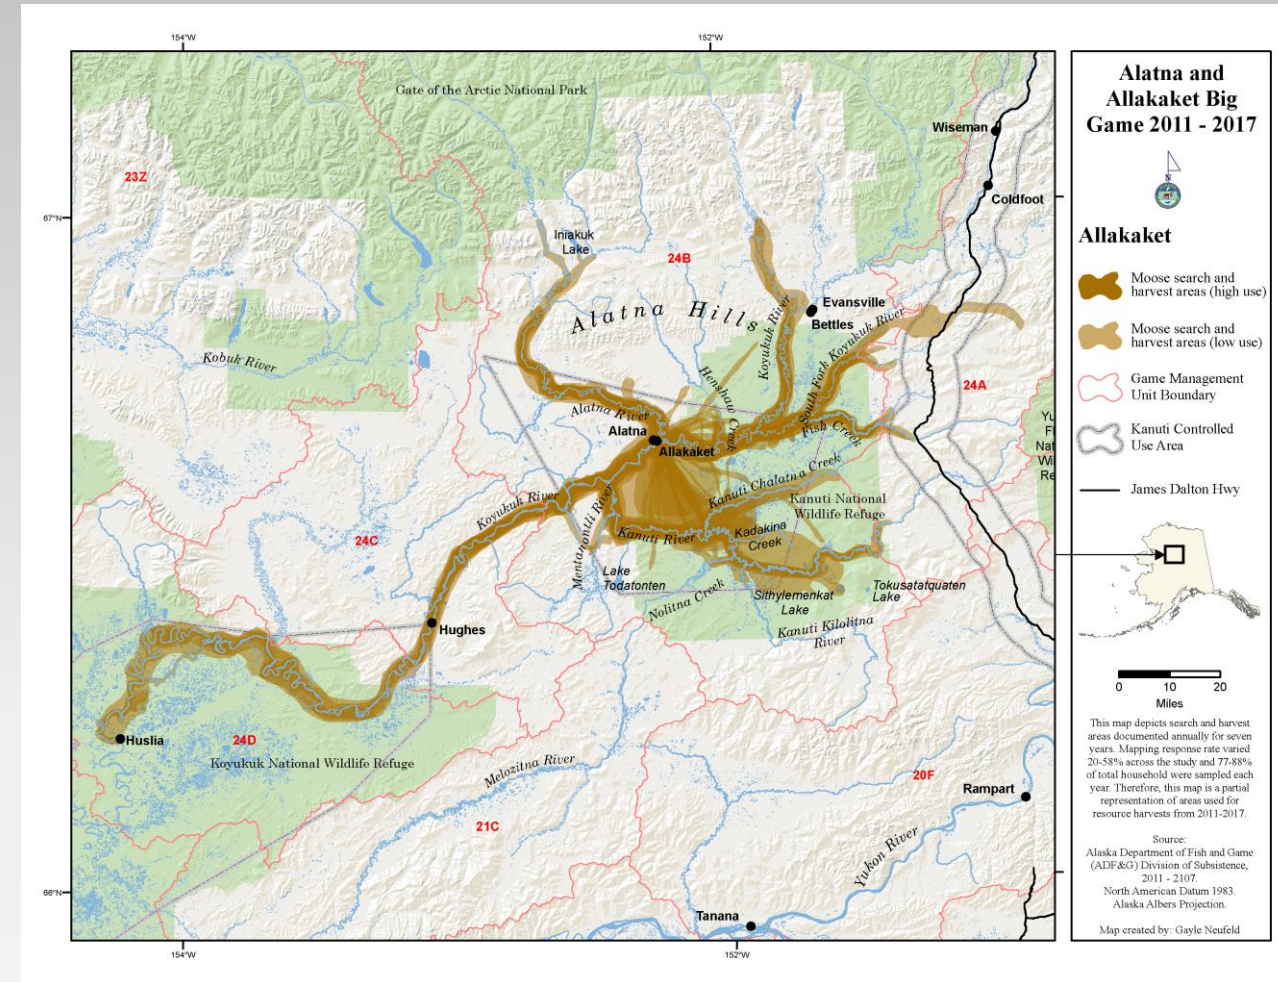 154°W
152°W
Gate of the Arctic National Park
Wiseman
23Z
Coldfoot
67°N
Iniakuk
Lake
24B
Alatna Hills
Evansville
Bettles
Koyukuk River
South Fork Koyukuk River
Kobuk River
Henshaw Creek
24A
Alatna River
Alatna
Allakaket
Fish Creek
Yu
Fl
Nat
Wi
Re
Kanuti Chalatna Creek
Koyukuk River
Kanuti National
Wildlife Refuge
Mentanontli River
Kanuti River
Kadakina
Creek
24C
Lake
Todatonten
Nolitna Creek
Sithylemenkat
Lake
Tokusatatquaten
Lake
Kanuti Kilolitna
River
Hughes
Huslia
24D
Koyukuk National Wildlife Refuge
Melozitna River
20F
Rampart
21C
Yukon River
66°N
Tanana
154°W
152°W
Alatna and
Allakaket Big
Game 2011 - 2017
N
Allakaket
Moose search and
harvest areas (high use)
Moose search and
harvest areas (low use)
Game Management
Unit Boundary
Kanuti Controlled
Use Area
James Dalton Hwy
0 10 20
Miles
This map depicts search and harvest
areas documented annually for seven
years. Mapping response rate varied
20-58% across the study and 77-88%
of total household were sampled each
year. Therefore, this map is a partial
representation of areas used for
resource harvests from 2011-2017.
Source:
Alaska Department of Fish and Game
(ADF&G) Division of Subsistence,
2011 - 2107.
North American Datum 1983.
Alaska Albers Projection.
Map created by: Gayle Neufeld